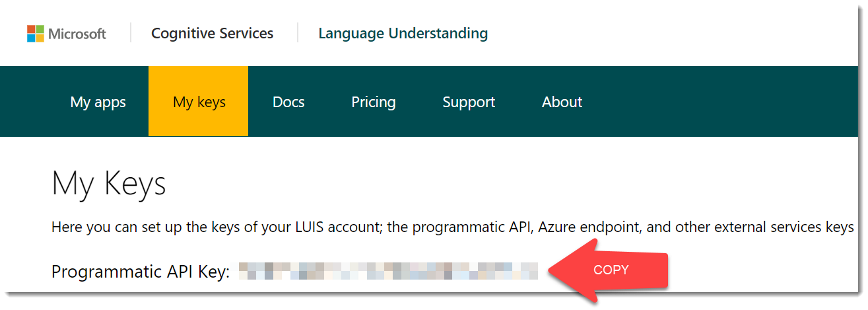 Microsoft Cognitive Services Language Understanding
My apps My keys Docs Pricing Support About
My Keys
Here you can set up the keys of your LUIS account; the programmatic API, Azure endpoint, and other external services keys
Programmatic API Key: COPY